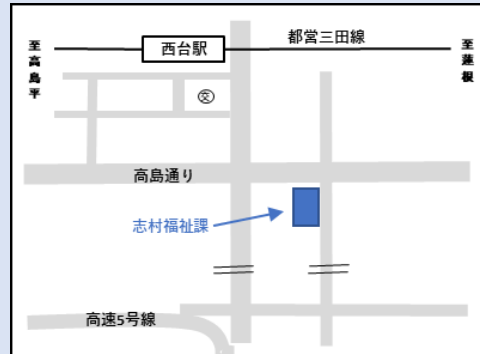 都営三田線
西台駅
至高島平
至蓮根
交
高島通り
志村福祉課
高速5号線